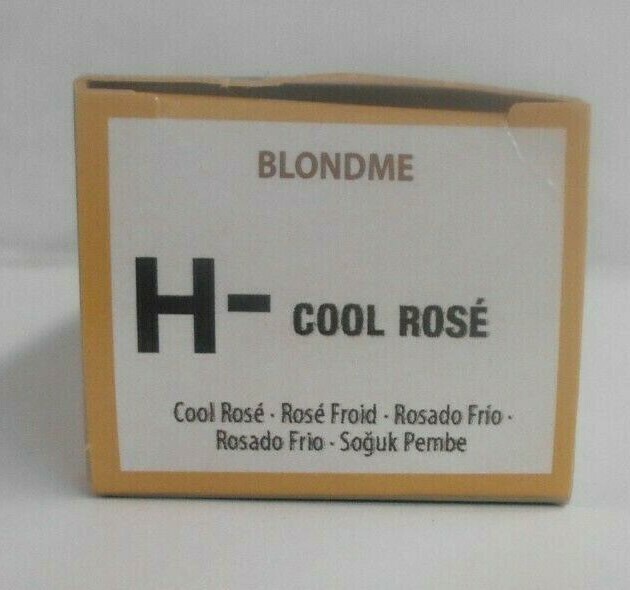 BLONDME
H- COOL ROSÉ
Cool Rosé · Rosé Froid · Rosado Frío ·
Rosado Frio · Soğuk Pembe